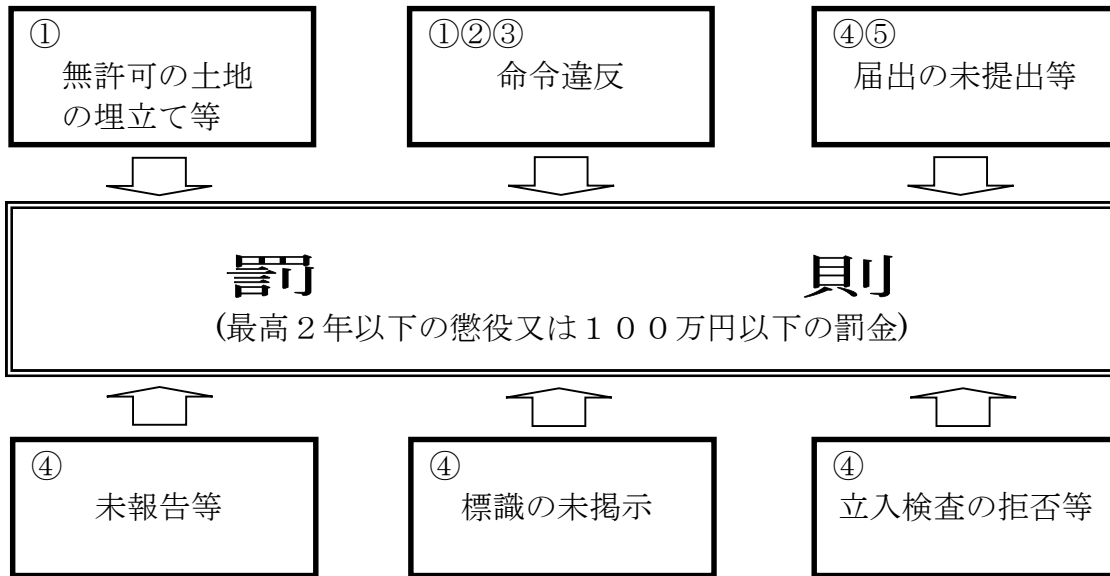 ①
無許可の土地
の埋立て等
①②③
命令違反
④⑤
届出の未提出等
罰　則
(最高２年以下の懲役又は１００万円以下の罰金)
④
未報告等
④
標識の未掲示
④
立入検査の拒否等